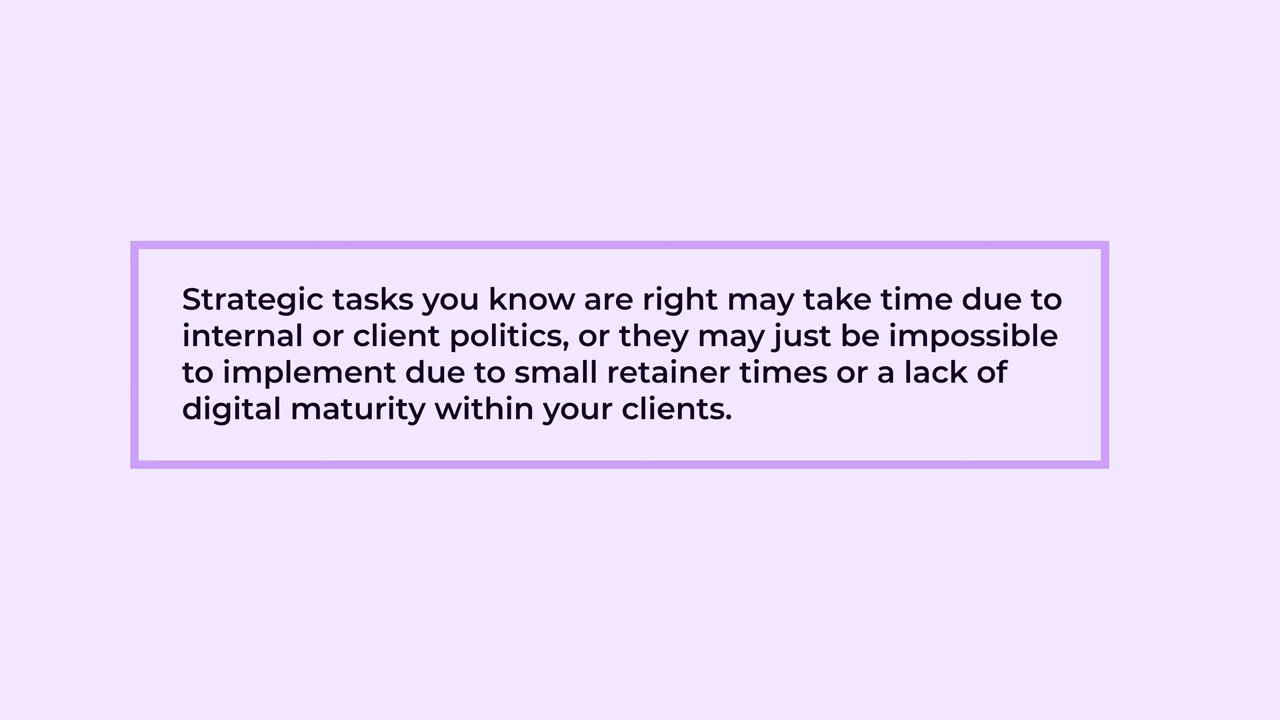 Strategic tasks you know are right may take time due to
internal or client politics, or they may just be impossible
to implement due to small retainer times or a lack of
digital maturity within your clients.